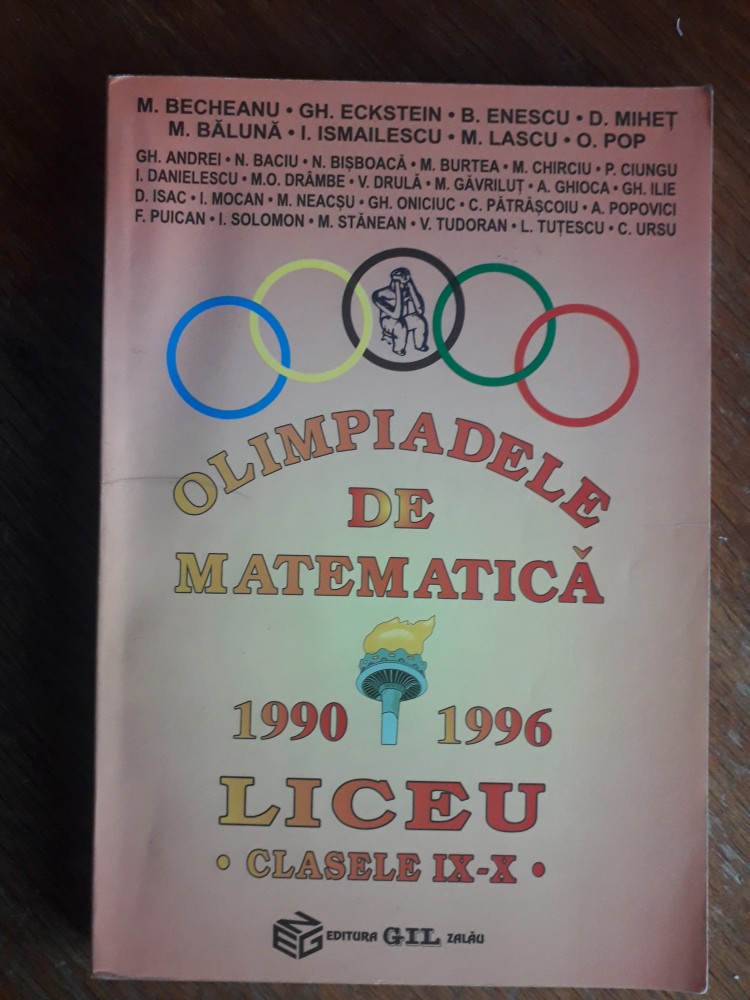 M. BECHEANU • GH. ECKSTEIN • B. ENESCU • D. MIHEȚ
M. BĂLUNĂ • I. ISMAILESCU • M. LASCU • O. POP
GH. ANDREI • N. BACIU • N. BIȘBOACĂ • M. BURTEA • M. CHIRCIU • P. CIUNGU
I. DANIELESCU • M.O. DRÂMBE • V. DRULĂ • M. GĂVRILUȚ • A. GHIOCA • GH. ILIE
D. ISAC • I. MOCAN • M. NEACȘU • GH. ONICIUC • C. PĂTRĂȘCOIU • A. POPOVICI
F. PUICAN • I. SOLOMON • M. STĂNEAN • V. TUDORAN • L. TUȚESCU • C. URSU
OLIMPIADELE
DE
MATEMATICĂ
1990 1996
LICEU
• CLASELE IX-X •
EDITURA GIL ZALĂU